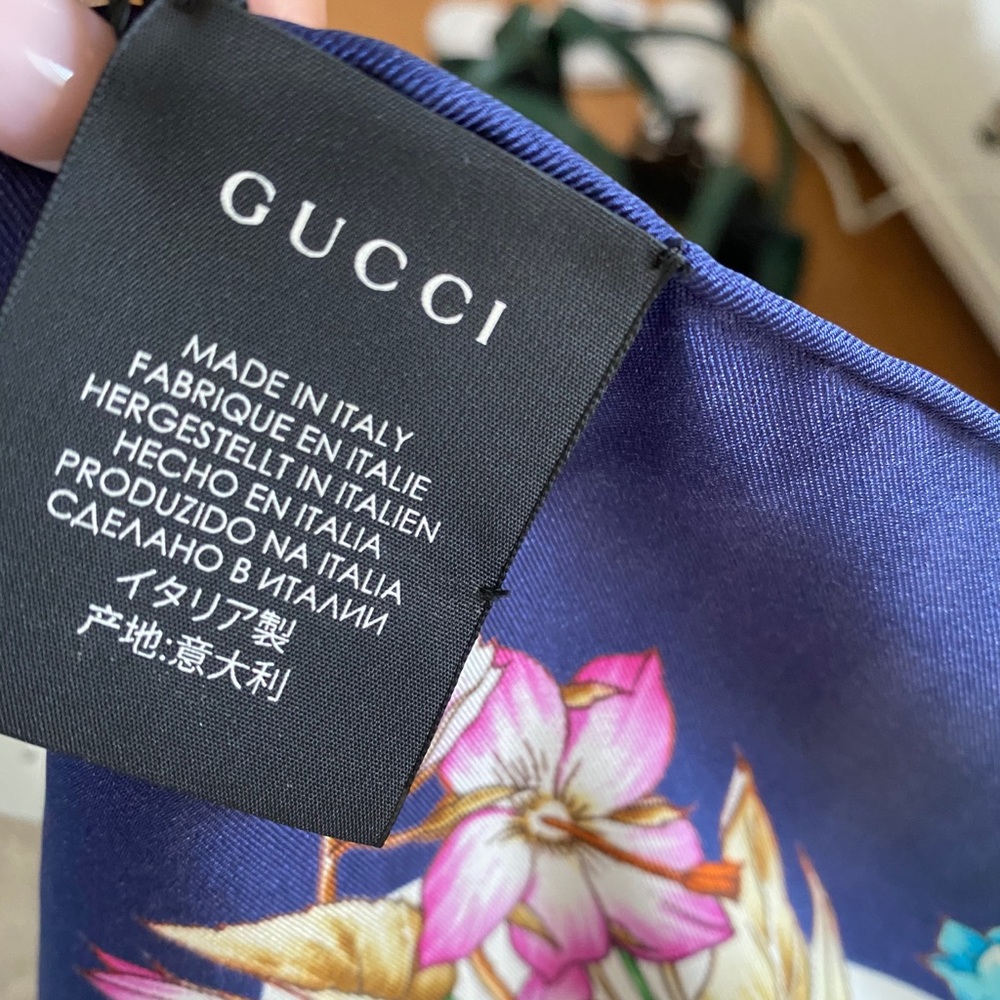 GUCCI
MADE IN ITALY
FABRIQUE EN ITALIE
HERGESTELLT IN ITALIEN
HECHO EN ITALIA
PRODUZIDO NA ITALIA
СДЕЛАНО В ИТАЛИИ
イタリア製
产地:意大利